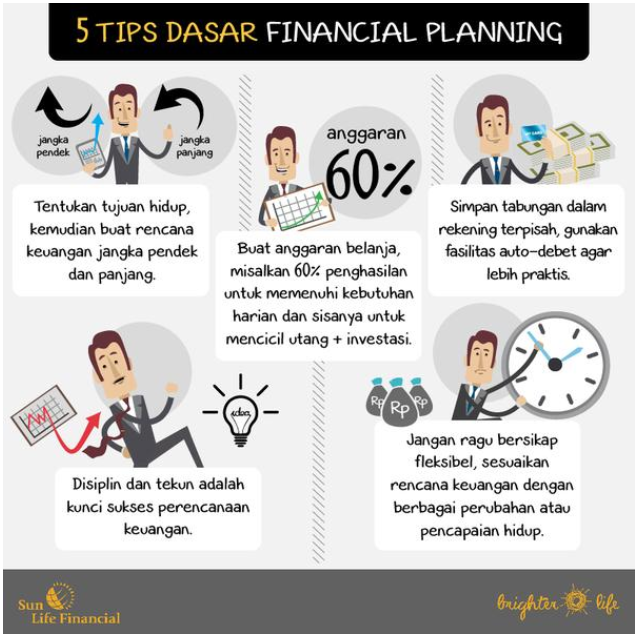 5 TIPS DASAR FINANCIAL PLANNING
jangka
pendek
jangka
panjang
Tentukan tujuan hidup,
kemudian buat rencana
keuangan jangka pendek
dan panjang.
anggaran
60%
Buat anggaran belanja,
misalkan 60% penghasilan
untuk memenuhi kebutuhan
harian dan sisanya untuk
mencicil utang + investasi.
Simpan tabungan dalam
rekening terpisah, gunakan
fasilitas auto-debet agar
lebih praktis.
idea
Disiplin dan tekun adalah
kunci sukses perencanaan
keuangan.
Rp
Rp
Rp
Jangan ragu bersikap
fleksibel, sesuaikan
rencana keuangan dengan
berbagai perubahan atau
pencapaian hidup.
Sun
Life Financial
brighter life